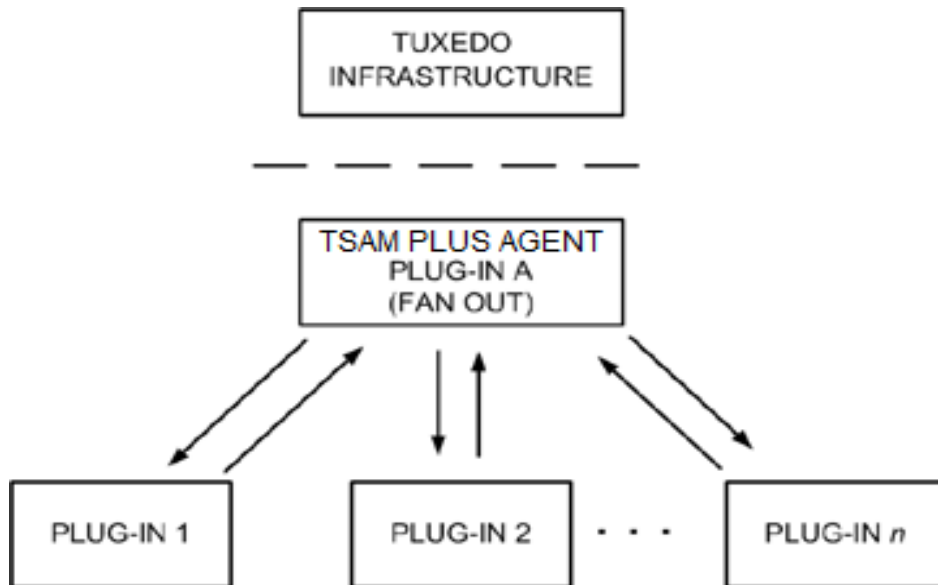 TUXEDO
INFRASTRUCTURE
TSAM PLUS AGENT
PLUG-IN A
(FAN OUT)
PLUG-IN 1
PLUG-IN 2
. . .
PLUG-IN n